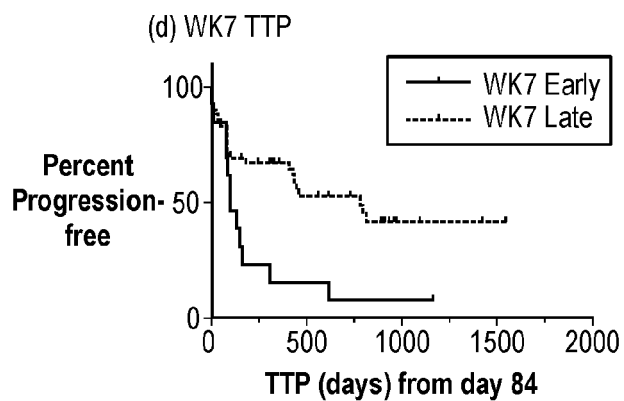 (d) WK7 TTP
WK7 Early
WK7 Late
100
50
0
Percent
Progression-
free
0 500 1000 1500 2000
TTP (days) from day 84